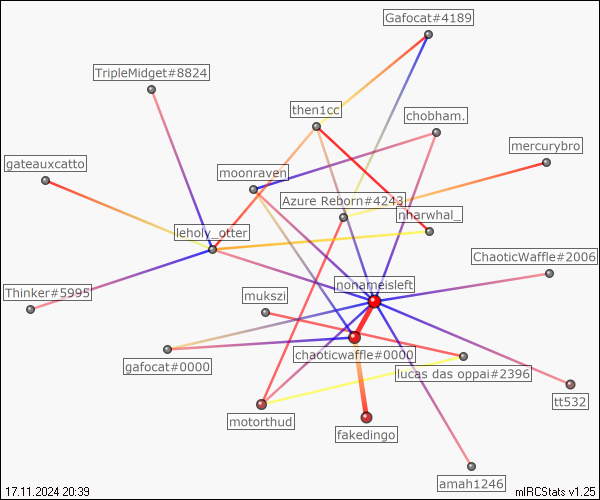 Gafocat#4189
TripleMidget#8824
then1cc
chobham.
mercurybro
gateauxcatto
moonraven
Azure Reborn#4243
nharwhal_
leholy_otter
ChaoticWaffle#2006
nonameisleft
Thinker#5995
mukszi
chaoticwaffle#0000
gafocat#0000
lucas das oppai#2396
tt532
motorthud
fakedingo
amah1246
17.11.2024 20:39
mIRCStats v1.25